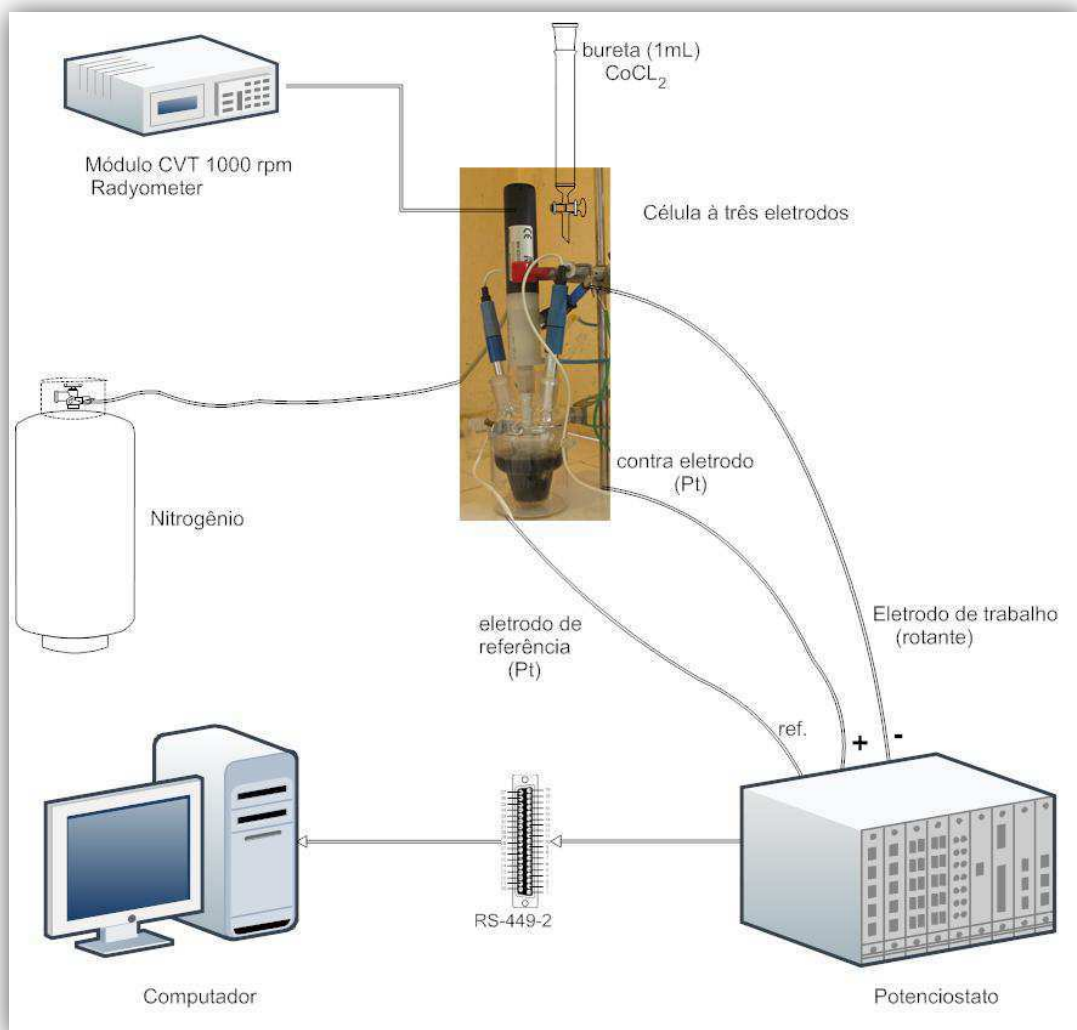 bureta (1mL)
CoCL2
Módulo CVT 1000 rpm
Radyometer
Célula à três eletrodos
contra eletrodo
(Pt)
Nitrogênio
eletrodo de
referência
(Pt)
Eletrodo de trabalho
(rotante)
ref.
+
-
RS-449-2
Computador
Potenciostato